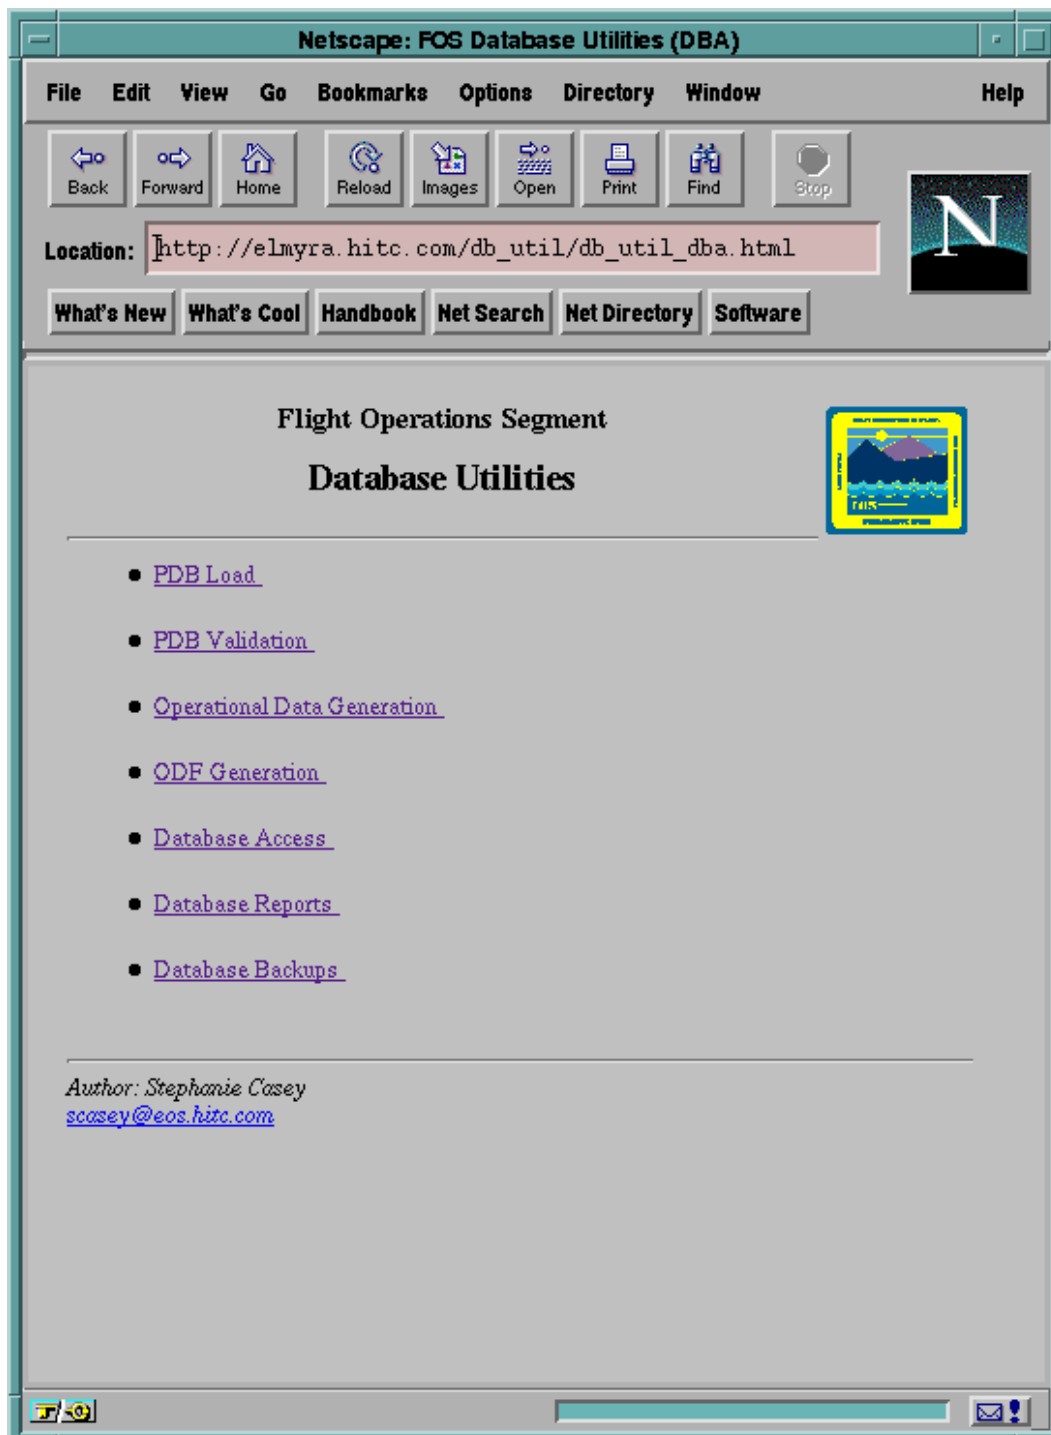 Netscape: FOS Database Utilities (DBA)
File Edit View Go Bookmarks Options Directory Window Help
Back Forward Home Reload Images Open Print Find Stop
Location: http://elmyra.hitc.com/db_util/db_util_dba.html
N
What's New What's Cool Handbook Net Search Net Directory Software
Flight Operations Segment
Database Utilities
PDB Load
PDB Validation
Operational Data Generation
ODF Generation
Database Access
Database Reports
Database Backups
Author: Stephanie Casey
scasey@eos.hitc.com